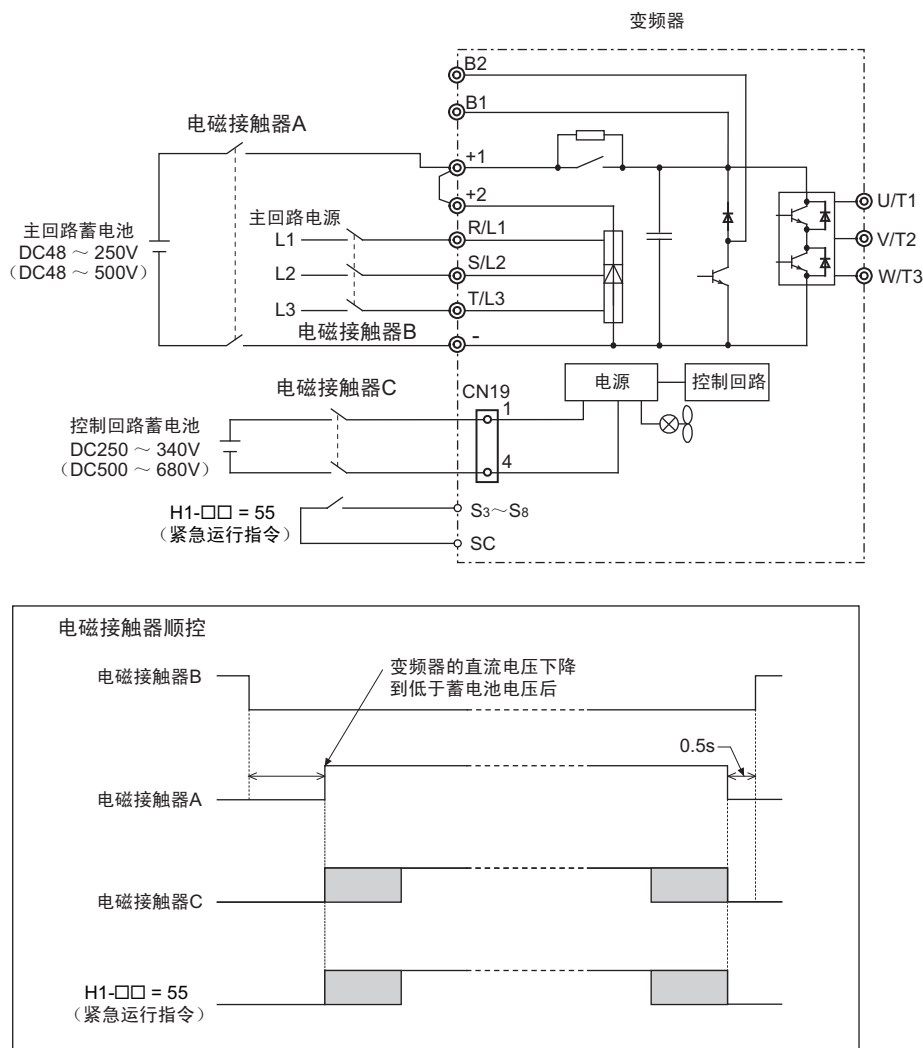 变频器
B2
B1
电磁接触器A
+1
+2
主回路电源
R/L1
U/T1
主回路蓄电池
DC48 ～ 250V
（DC48 ～ 500V）
L1
S/L2
V/T2
L2
T/L3
W/T3
L3
电磁接触器B
-
电磁接触器C
CN19
电源
控制回路
1
控制回路蓄电池
DC250 ～ 340V
（DC500 ～ 680V）
4
H1-□□ = 55
（紧急运行指令）
S3～S8
SC
电磁接触器顺控
电磁接触器B
变频器的直流电压下降
到低于蓄电池电压后
0.5s
电磁接触器A
电磁接触器C
H1-□□ = 55
（紧急运行指令）